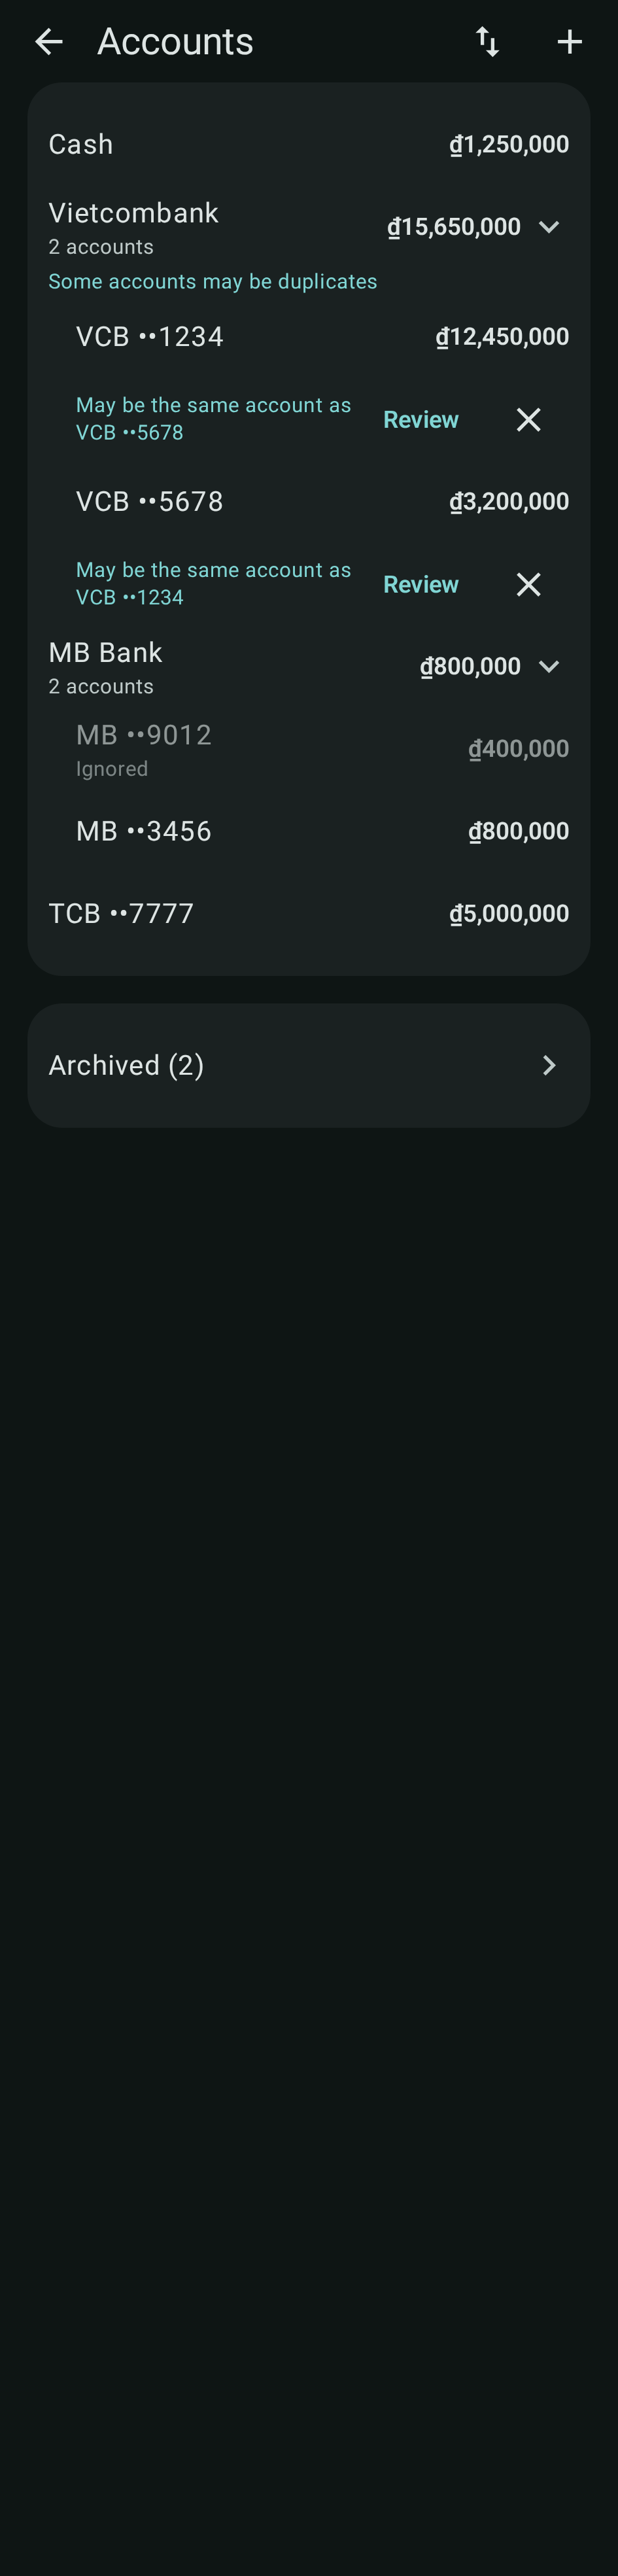 Accounts
Cash ₫1,250,000
Vietcombank ₫15,650,000
2 accounts
Some accounts may be duplicates
VCB ••1234 ₫12,450,000
May be the same account as
VCB ••5678
Review
VCB ••5678 ₫3,200,000
May be the same account as
VCB ••1234
Review
MB Bank ₫800,000
2 accounts
MB ••9012 ₫400,000
Ignored
MB ••3456 ₫800,000
TCB ••7777 ₫5,000,000
Archived (2)